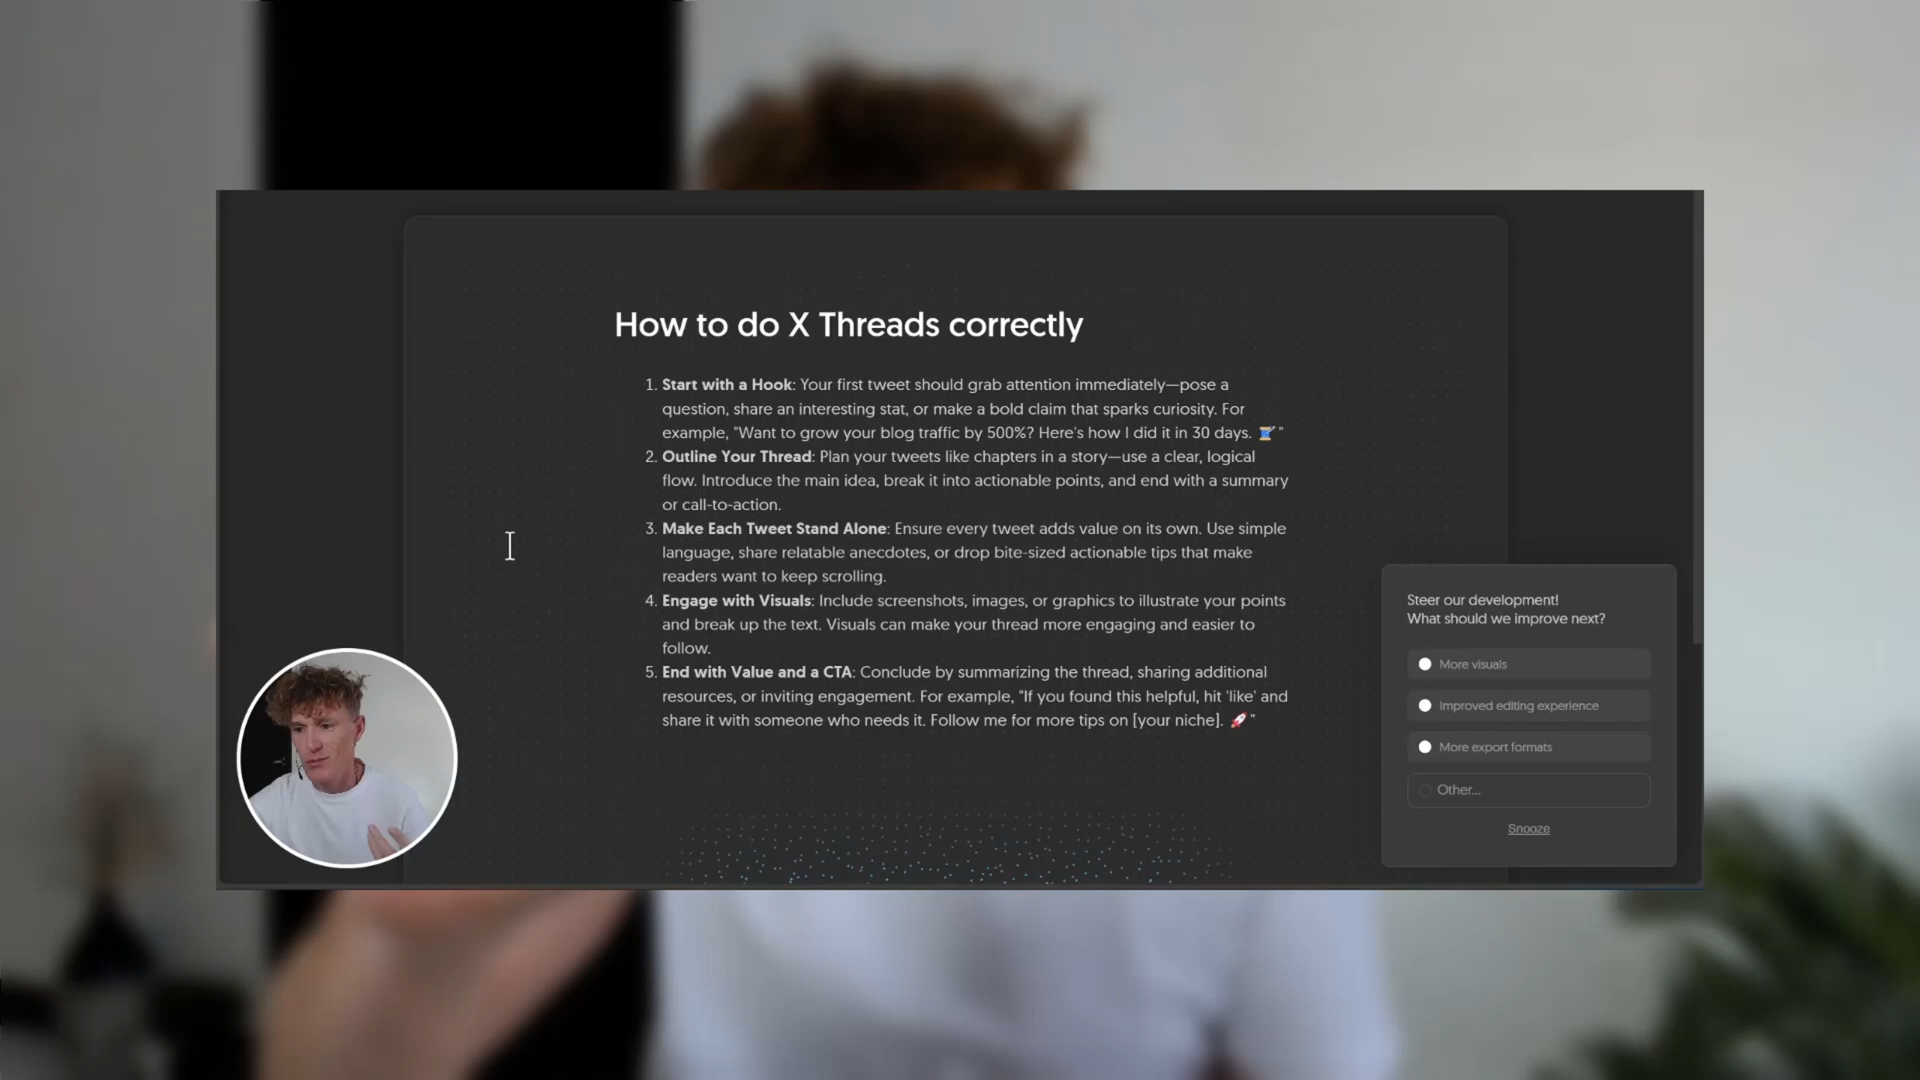 How to do X Threads correctly
1. Start with a Hook: Your first tweet should grab attention immediately—pose a
question, share an interesting stat, or make a bold claim that sparks curiosity. For
example, "Want to grow your blog traffic by 500%? Here's how I did it in 30 days. 🧵"
2. Outline Your Thread: Plan your tweets like chapters in a story—use a clear, logical
flow. Introduce the main idea, break it into actionable points, and end with a summary
or call-to-action.
3. Make Each Tweet Stand Alone: Ensure every tweet adds value on its own. Use simple
language, share relatable anecdotes, or drop bite-sized actionable tips that make
readers want to keep scrolling.
4. Engage with Visuals: Include screenshots, images, or graphics to illustrate your points
and break up the text. Visuals can make your thread more engaging and easier to
follow.
5. End with Value and a CTA: Conclude by summarizing the thread, sharing additional
resources, or inviting engagement. For example, "If you found this helpful, hit 'like' and
share it with someone who needs it. Follow me for more tips on [your niche]. 🚀"
Steer our development!
What should we improve next?
More visuals
Improved editing experience
More export formats
Other...
Snooze